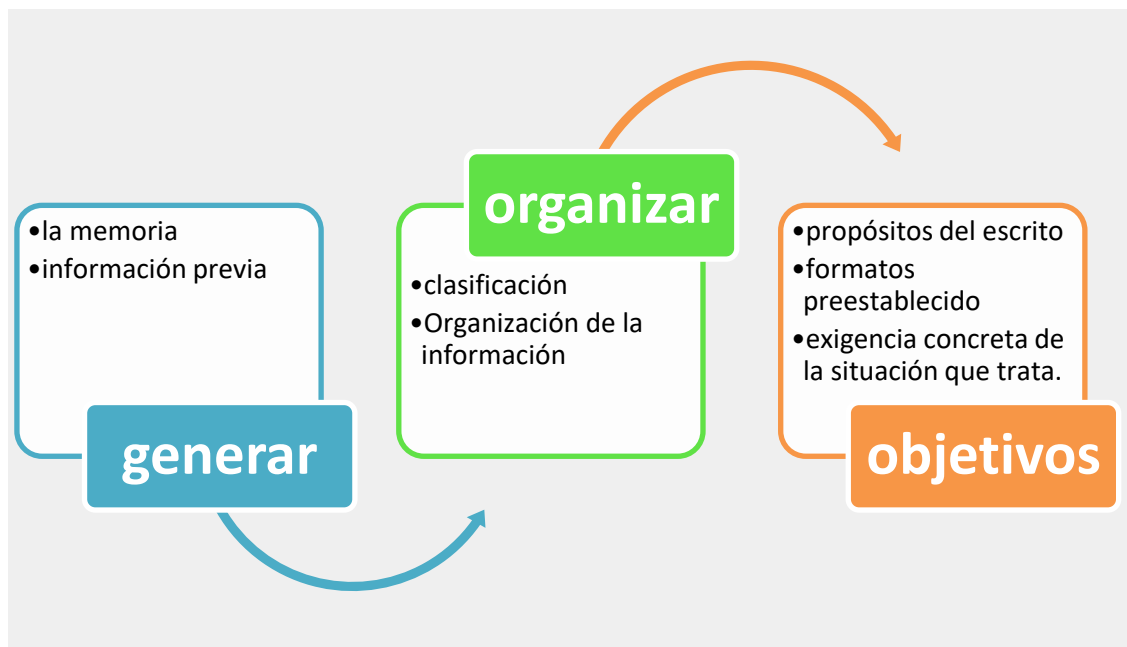 •la memoria
•información previa
generar
organizar
•clasificación
•Organización de la
información
•propósitos del escrito
•formatos
preestablecido
•exigencia concreta de
la situación que trata.
objetivos